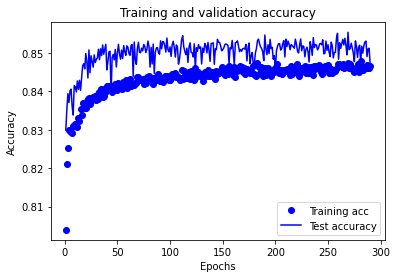 Training and validation accuracy
Accuracy
0.85
0.84
0.83
0.82
0.81
0 50 100 150 200 250 300
Epochs
Training acc
Test accuracy